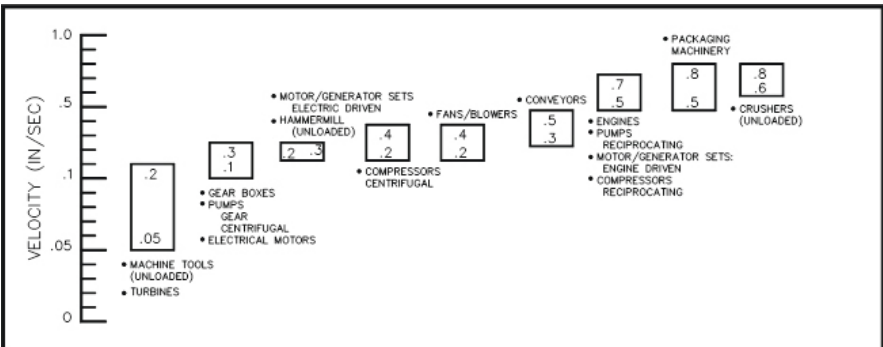 1.0
.5
.1
.05
0
VELOCITY (IN/SEC)
.2
.05
• MACHINE TOOLS
(UNLOADED)
• TURBINES
.3
.1
• GEAR BOXES
• PUMPS
GEAR
CENTRIFUGAL
• ELECTRICAL MOTORS
• MOTOR/GENERATOR SETS
ELECTRIC DRIVEN
• HAMMERMILL
(UNLOADED)
.2 .3
.4
.2
• COMPRESSORS
CENTRIFUGAL
• FANS/BLOWERS
.4
.2
• CONVEYORS
.5
.3
.7
.5
• ENGINES
• PUMPS
RECIPROCATING
• MOTOR/GENERATOR SETS:
ENGINE DRIVEN
• COMPRESSORS
RECIPROCATING
• PACKAGING
MACHINERY
.8
.5
.8
.6
• CRUSHERS
(UNLOADED)